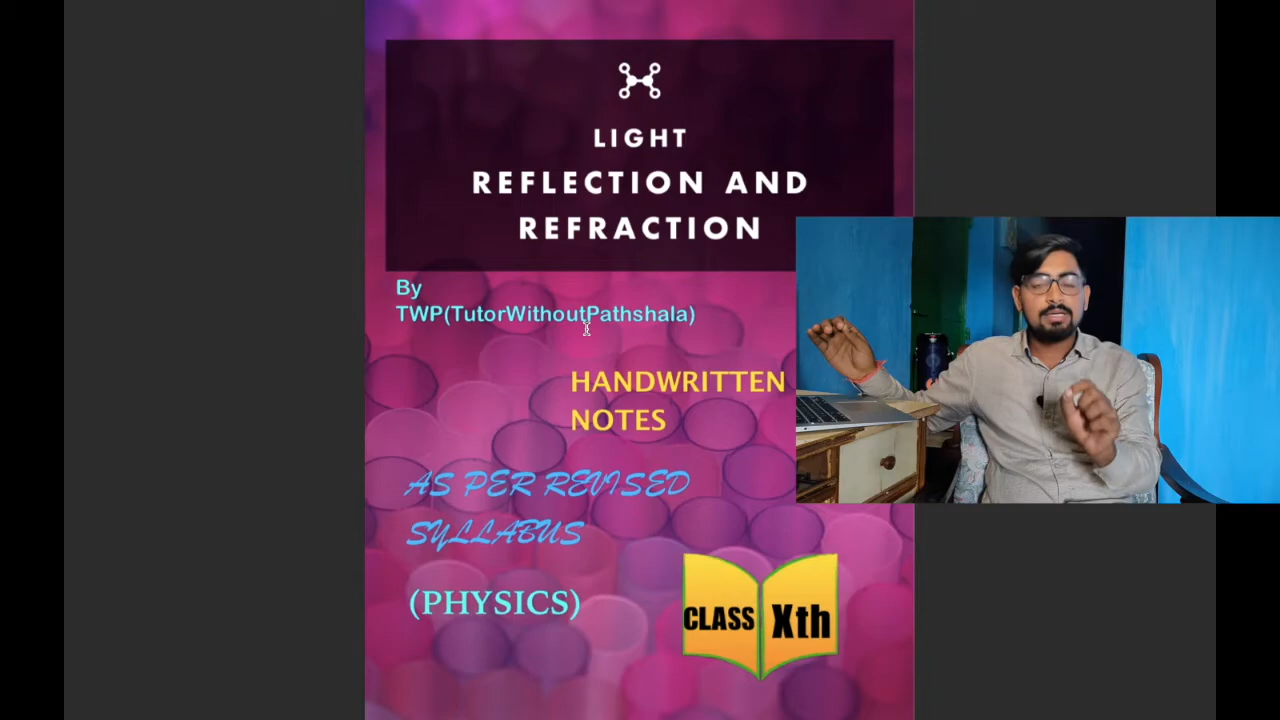 LIGHT
REFLECTION AND
REFRACTION
By
TWP(TutorWithoutPathshala)
HANDWRITTEN
NOTES
AS PER REVISED
SYLLABUS
(PHYSICS)
CLASS Xth